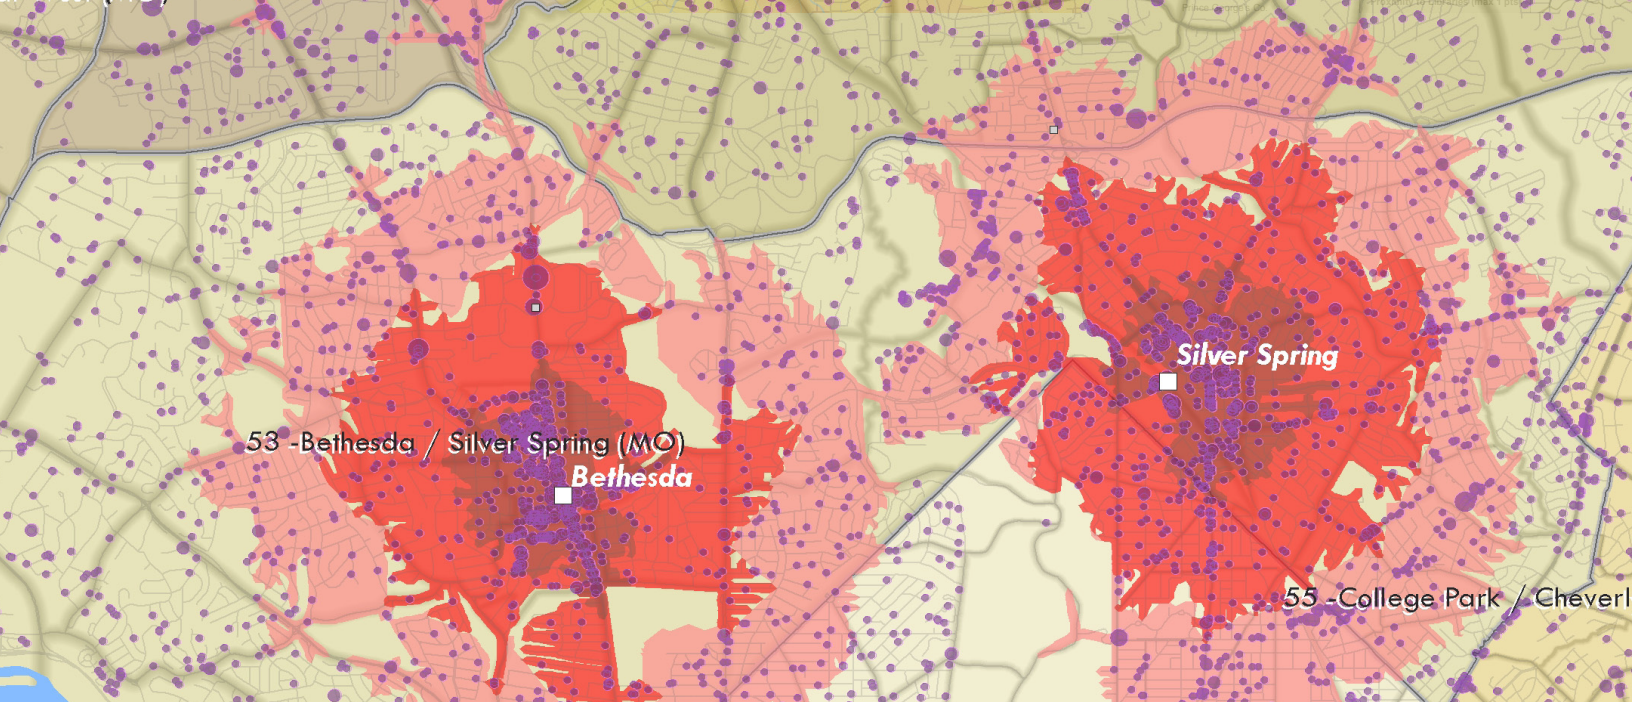 Silver Spring
53 -Bethesda / Silver Spring (MO)
Bethesda
55 -College Park / Cheverl